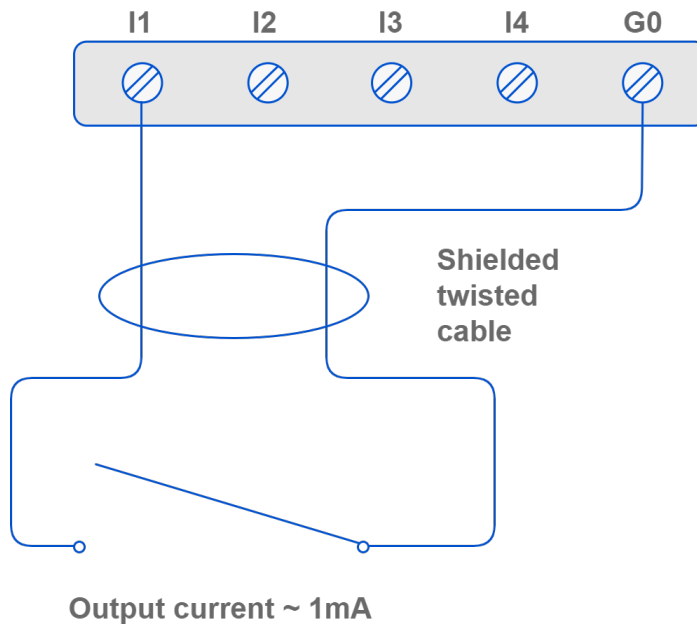 I1 I2 I3 I4 G0
Shielded
twisted
cable
Output current ~ 1mA